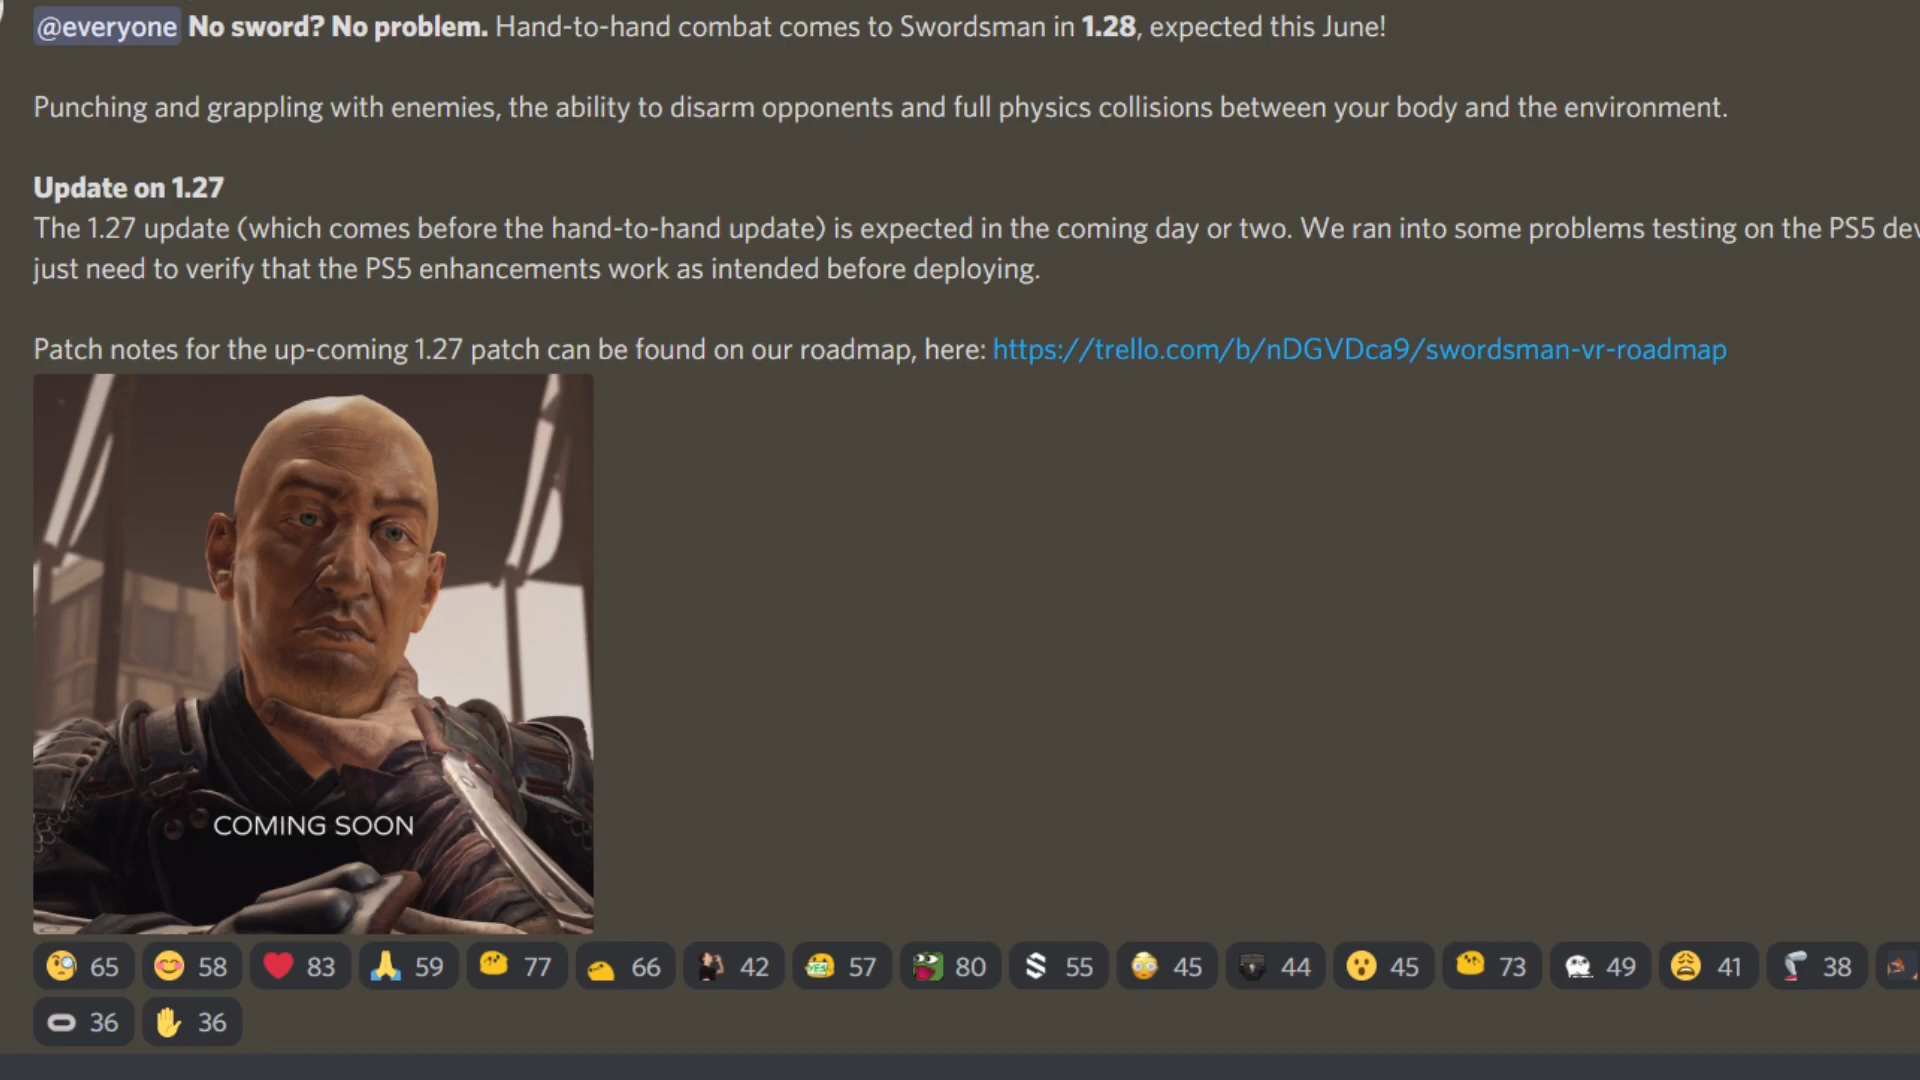 @everyone No sword? No problem. Hand-to-hand combat comes to Swordsman in 1.28, expected this June!
Punching and grappling with enemies, the ability to disarm opponents and full physics collisions between your body and the environment.
Update on 1.27
The 1.27 update (which comes before the hand-to-hand update) is expected in the coming day or two. We ran into some problems testing on the PS5
just need to verify that the PS5 enhancements work as intended before deploying.
Patch notes for the up-coming 1.27 patch can be found on our roadmap, here: https://trello.com/b/nDGVDca9/swordsman-vr-roadmap
COMING SOON
65 58 83 59 77 66 42 YES 57 80 55 45 44 45 73 49 41 38
36 36